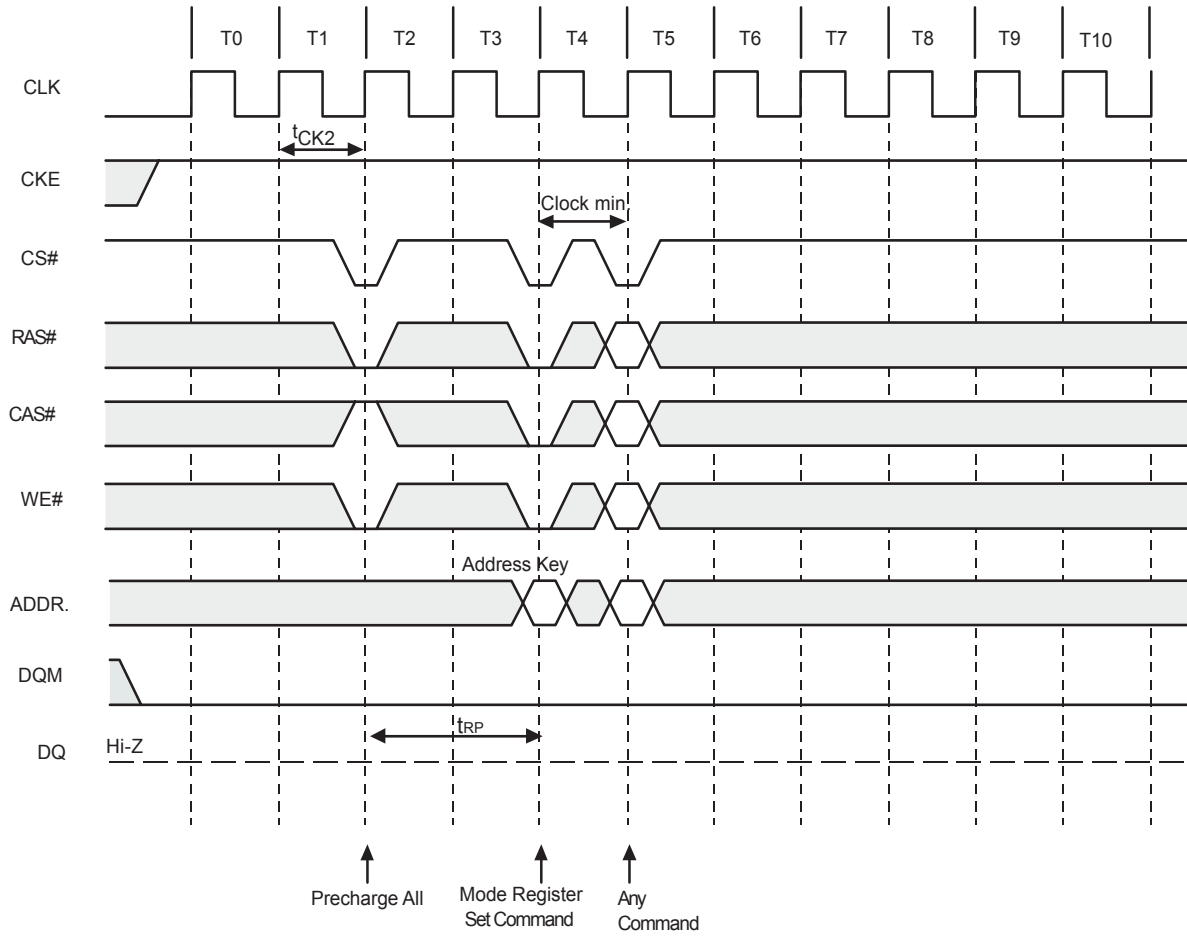 T0 T1 T2 T3 T4 T5 T6 T7 T8 T9 T10
CLK
tCK2
CKE
Clock min.
CS#
RAS#
CAS#
WE#
Address Key
ADDR.
DQM
tRP
DQ Hi-Z
Precharge All
Mode Register
Set Command
Any
Command